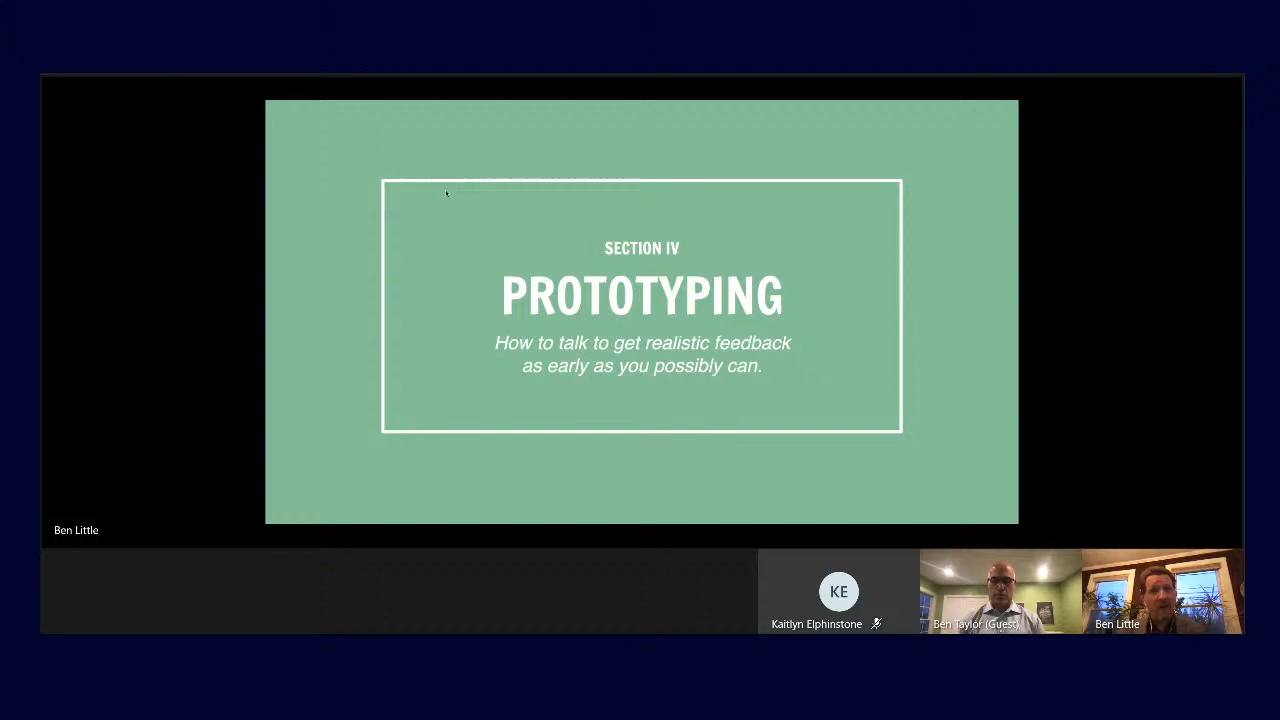 SECTION IV
PROTOTYPING
How to talk to get realistic feedback
as early as you possibly can.
Ben Little
KE
Kaitlyn Elphinstone
Ben Taylor (Guest)
Ben Little